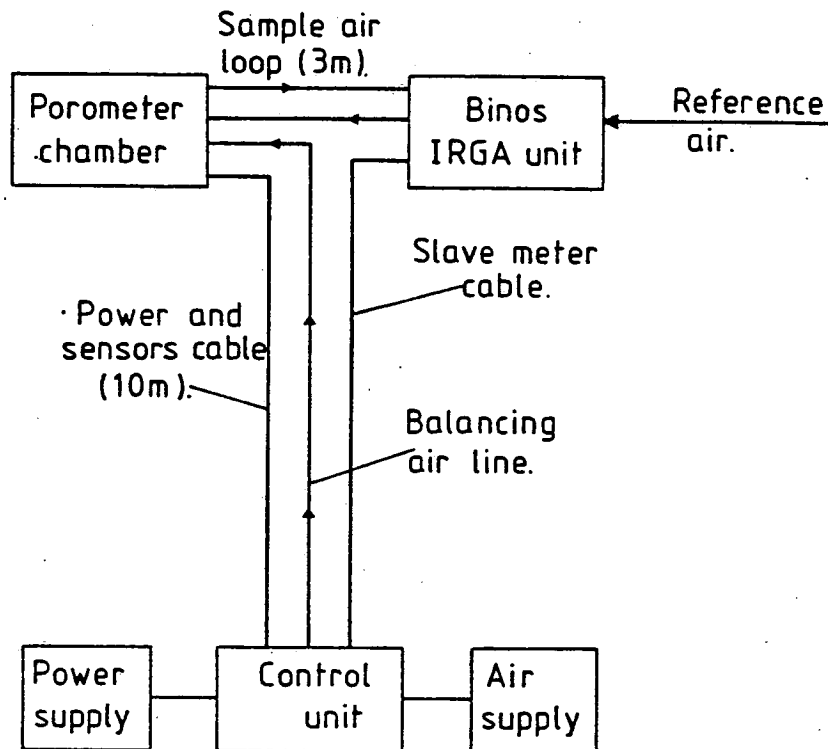 Sample air
loop (3m).
Porometer
chamber
Binos
IRGA unit
Reference
air.
Slave meter
cable.
Power and
sensors cable
(10m).
Balancing
air line.
Power
supply
Control
unit
Air
supply